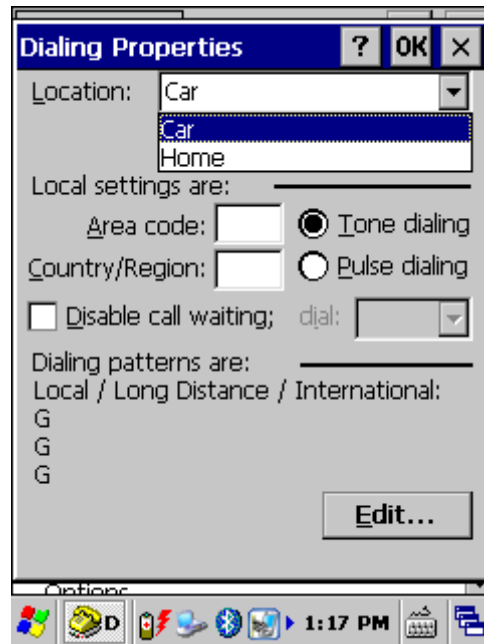 Dialing Properties ? OK ×
Location: Car
Car
Home
Local settings are:
Area code: Tone dialing
Country/Region: Pulse dialing
Disable call waiting; dial:
Dialing patterns are:
Local / Long Distance / International:
G
G
G
Edit...
Options
D 1:17 PM